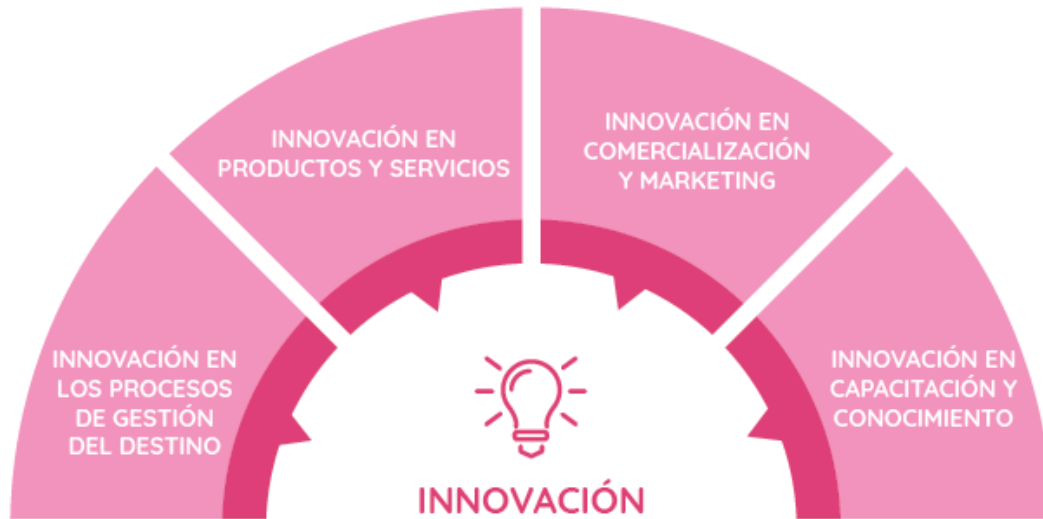 INNOVACIÓN EN
LOS PROCESOS
DE GESTIÓN
DEL DESTINO
INNOVACIÓN EN
PRODUCTOS Y SERVICIOS
INNOVACIÓN EN
COMERCIALIZACIÓN
Y MARKETING
INNOVACIÓN EN
CAPACITACIÓN Y
CONOCIMIENTO
INNOVACIÓN